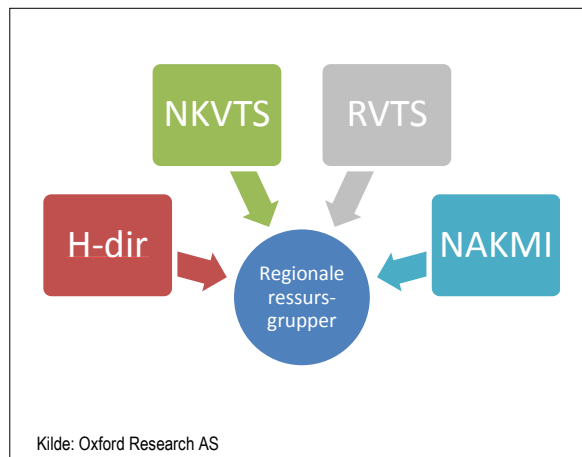 NKVTS
RVTS
H-dir
NAKMI
Regionale
ressurs-
grupper
Kilde: Oxford Research AS